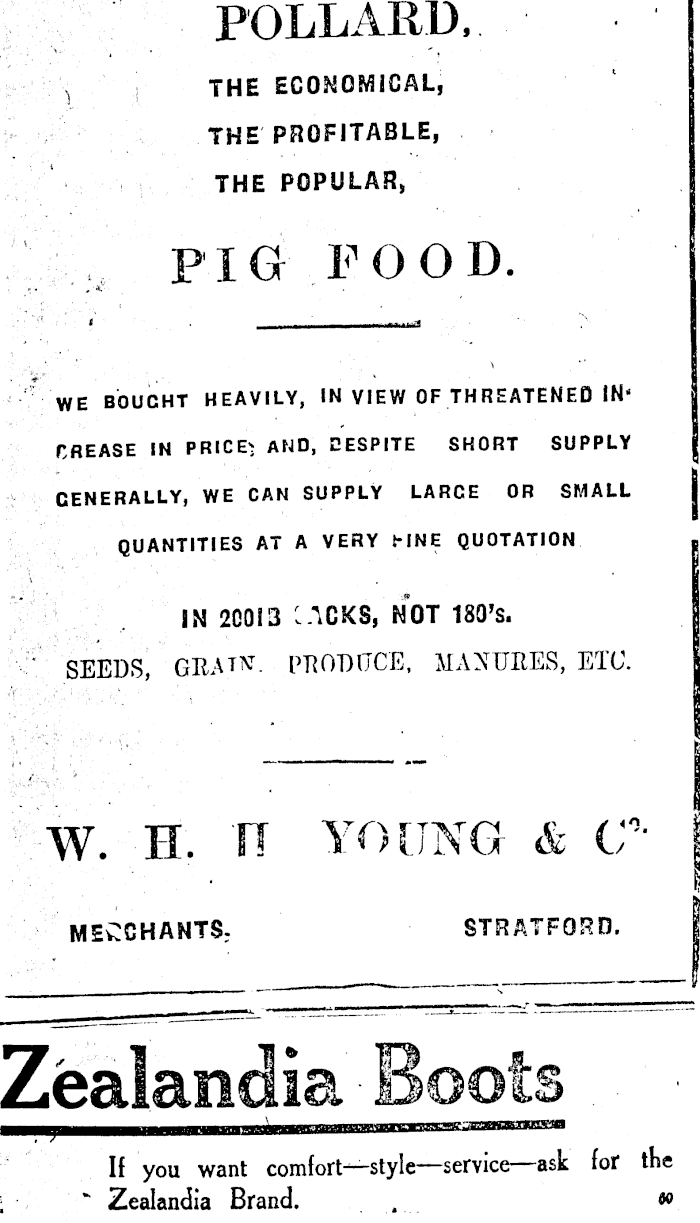 POLLARD,
THE ECONOMICAL,
THE PROFITABLE,
THE POPULAR,
PIG FOOD.
WE BOUGHT HEAVILY, IN VIEW OF THREATENED IN-
CREASE IN PRICE; AND, DESPITE SHORT SUPPLY
GENERALLY, WE CAN SUPPLY LARGE OR SMALL
QUANTITIES AT A VERY FINE QUOTATION
IN 200lB SACKS, NOT 180's.
SEEDS, GRAIN. PRODUCE, MANURES, ETC.
W. H. H YOUNG & Co.
MERCHANTS, STRATFORD.
Zealandia Boots
If you want comfort—style—service—ask for the
Zealandia Brand. 60